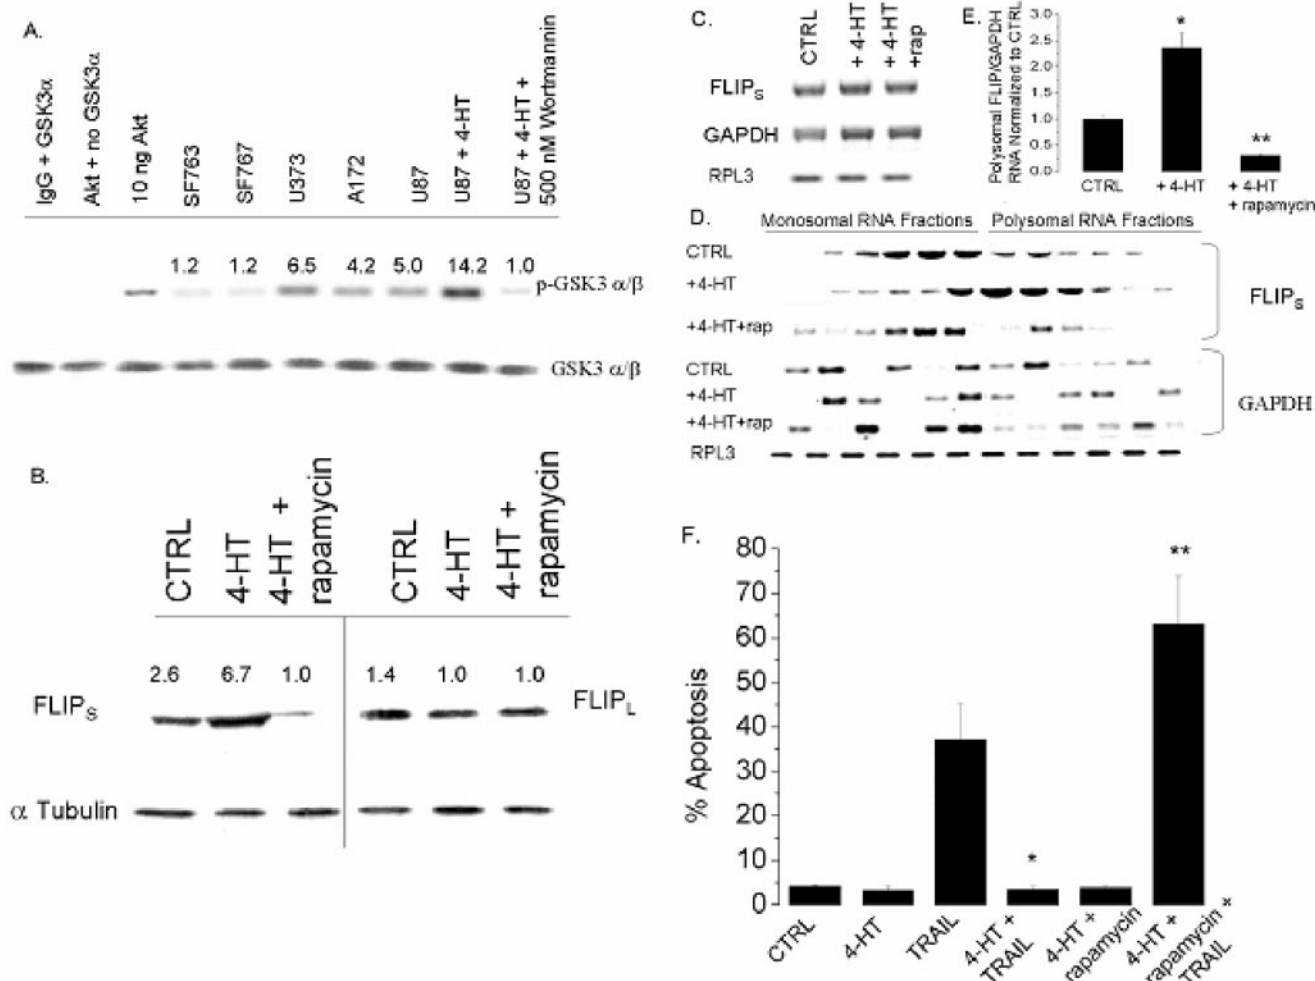 A.
IgG + GSK3α
Akt + no GSK3α
10 ng Akt
SF763
SF767
U373
A172
U87
U87 + 4-HT
U87 + 4-HT +
500 nM Wortmannin
1.2 1.2 6.5 4.2 5.0 14.2 1.0
p-GSK3 α/β
GSK3 α/β
B.
CTRL
4-HT
4-HT +
rapamycin
CTRL
4-HT
4-HT +
rapamycin
2.6 6.7 1.0 1.4 1.0 1.0
FLIPS
FLIPL
α Tubulin
C.
CTRL
+ 4-HT
+ 4-HT
+rap
FLIPS
GAPDH
RPL3
D.
Monosomal RNA Fractions
Polysomal RNA Fractions
CTRL
+4-HT
+4-HT+rap
FLIPS
CTRL
+4-HT
+4-HT+rap
GAPDH
RPL3
E.
Polysomal FLIP/GAPDH
RNA Normalized to CTRL
3.0
2.5
2.0
1.5
1.0
0.5
0.0
*
**
CTRL
+ 4-HT
+ 4-HT
+ rapamycin
F.
% Apoptosis
80
70
60
50
40
30
20
10
0
*
**
CTRL
4-HT
TRAIL
4-HT +
TRAIL
4-HT +
rapamycin
4-HT +
rapamycin +
TRAIL